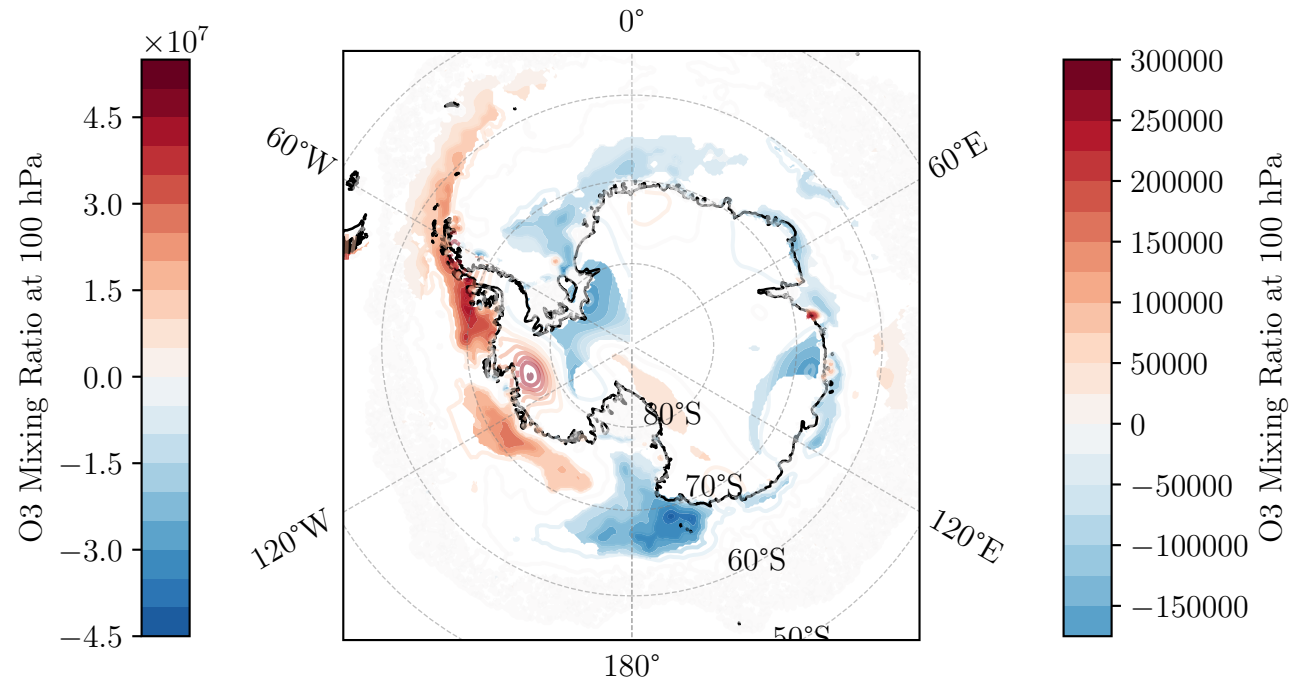 0°
×10⁷
4.5
3.0
1.5
0.0
−1.5
−3.0
−4.5
O3 Mixing Ratio at 100 hPa
60°W
60°E
120°W
120°E
80°S
70°S
60°S
50°S
180°
300000
250000
200000
150000
100000
50000
0
−50000
−100000
−150000
O3 Mixing Ratio at 100 hPa